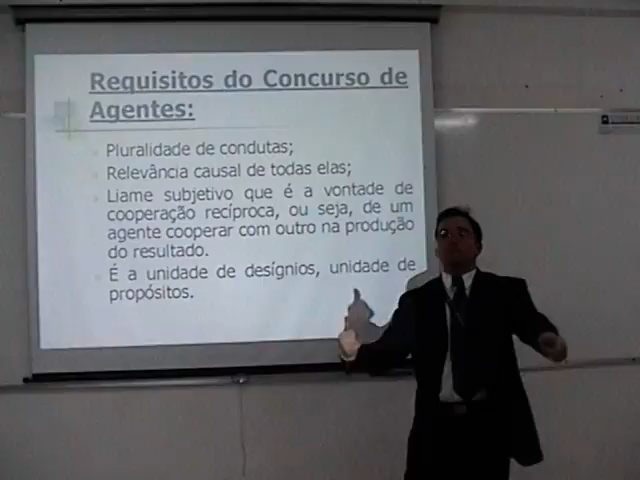 Requisitos do Concurso de
Agentes:
Pluralidade de condutas;
Relevância causal de todas elas;
Liame subjetivo que é a vontade de
cooperação recíproca, ou seja, de um
agente cooperar com outro na produção
do resultado.
É a unidade de desígnios, unidade de
propósitos.